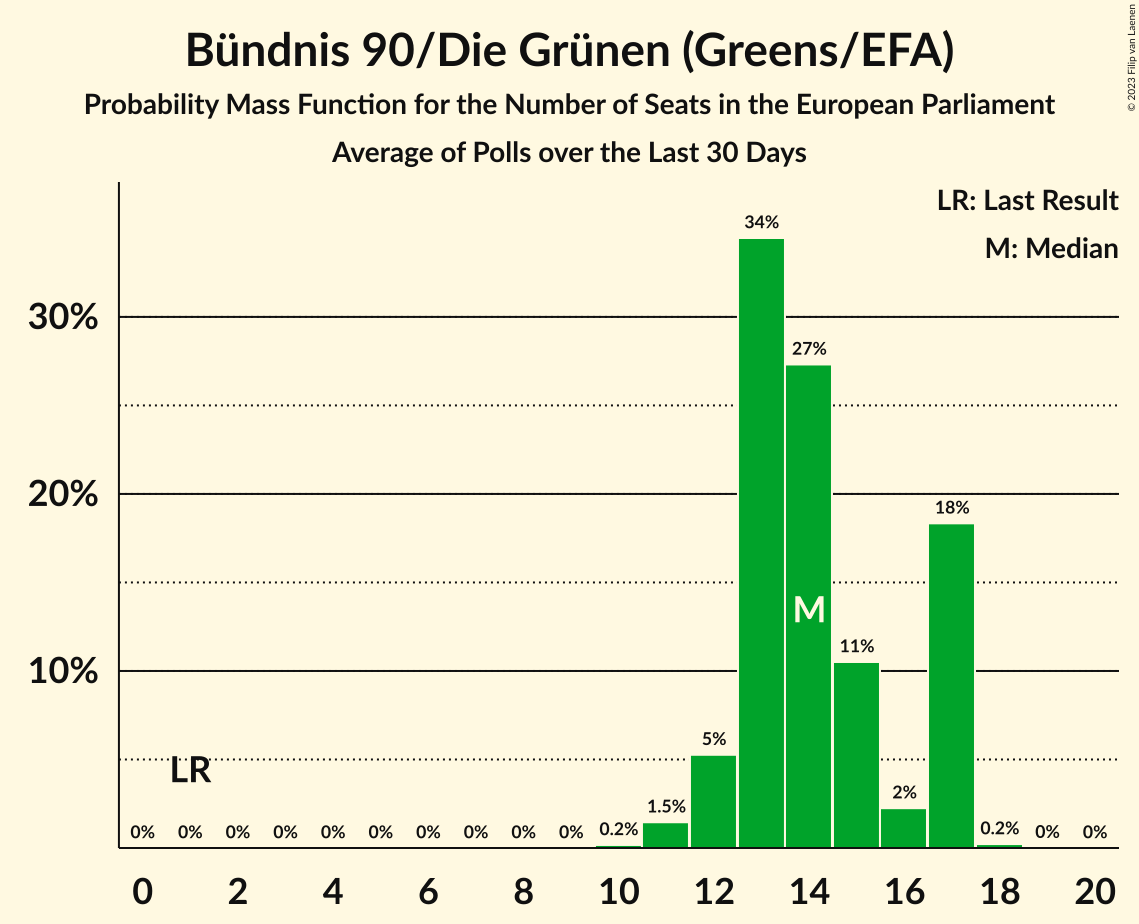 Bündnis 90/Die Grünen (Greens/EFA)
Probability Mass Function for the Number of Seats in the European Parliament
Average of Polls over the Last 30 Days
© 2023 Filip van Laenen
LR: Last Result
M: Median
34%
30%
27%
20%
18%
M
11%
10%
5%
LR
2%
1.5%
0% 0% 0% 0% 0% 0% 0% 0% 0% 0% 0.2% 0.2% 0% 0%
0 2 4 6 8 10 12 14 16 18 20